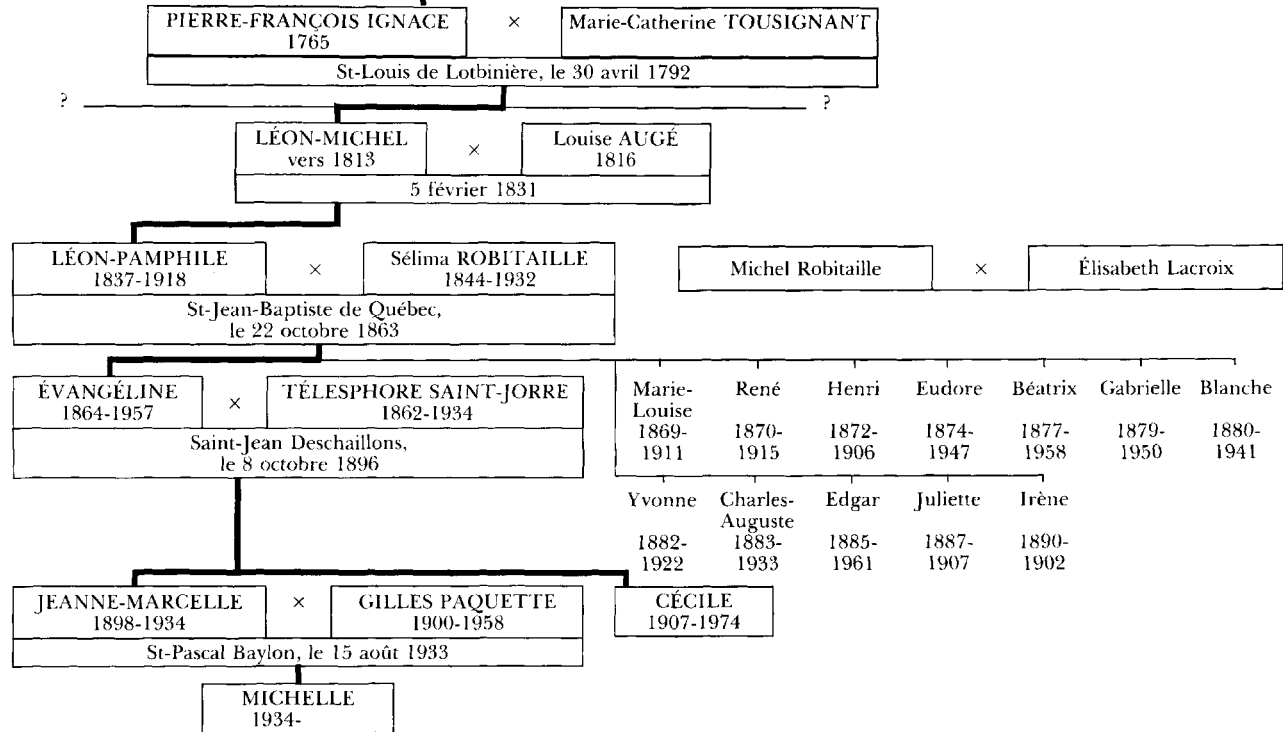 PIERRE-FRANÇOIS IGNACE × Marie-Catherine TOUSIGNANT
1765
St-Louis de Lotbinière, le 30 avril 1792
? ?
LÉON-MICHEL × Louise AUGÉ
vers 1813 1816
5 février 1831
LÉON-PAMPHILE × Sélima ROBITAILLE
1837-1918 1844-1932
Michel Robitaille × Élisabeth Lacroix
St-Jean-Baptiste de Québec,
le 22 octobre 1863
ÉVANGÉLINE × TÉLESPHORE SAINT-JORRE
1864-1957 1862-1934
Saint-Jean Deschaillons,
le 8 octobre 1896
Marie- René Henri Eudore Béatrix Gabrielle Blanche
Louise
1869- 1870- 1872- 1874- 1877- 1879- 1880-
1911 1915 1906 1947 1958 1950 1941
Yvonne Charles- Edgar Juliette Irène
Auguste
1882- 1883- 1885- 1887- 1890-
1922 1933 1961 1907 1902
JEANNE-MARCELLE × GILLES PAQUETTE CÉCILE
1898-1934 1900-1958 1907-1974
St-Pascal Baylon, le 15 août 1933
MICHELLE
1934-